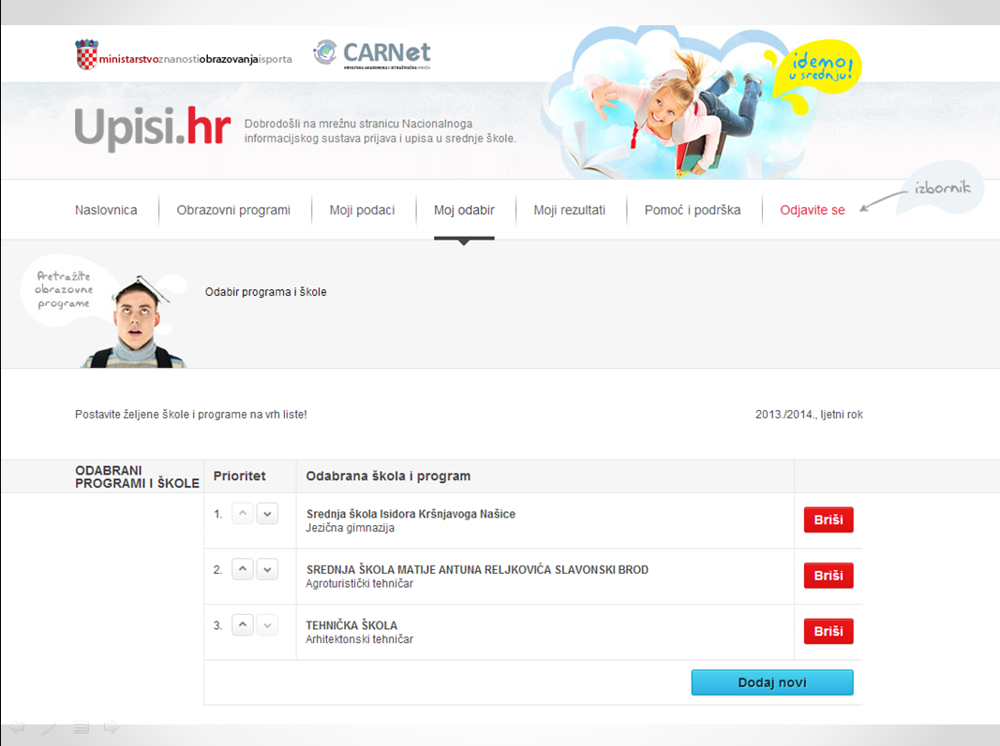 ministarstvoznanostiobrazovanjaisporta
CARNet
HRVATSKA AKADEMSKA I ISTRAŽIVAČKA MREŽA
idemo!
u srednju!
Upisi.hr
Dobrodošli na mrežnu stranicu Nacionalnoga
informacijskog sustava prijava i upisa u srednje škole.
izbornik
Naslovnica
Obrazovni programi
Moji podaci
Moj odabir
Moji rezultati
Pomoć i podrška
Odjavite se
Pretražite
obrazovne
programe
Odabir programa i škole
Postavite željene škole i programe na vrh liste!
2013./2014., ljetni rok
ODABRANI
PROGRAMI I ŠKOLE
Prioritet
Odabrana škola i program
1.
Srednja škola Isidora Kršnjavoga Našice
Jezična gimnazija
Briši
2.
SREDNJA ŠKOLA MATIJE ANTUNA RELJKOVIĆA SLAVONSKI BROD
Agroturistički tehničar
Briši
3.
TEHNIČKA ŠKOLA
Arhitektonski tehničar
Briši
Dodaj novi